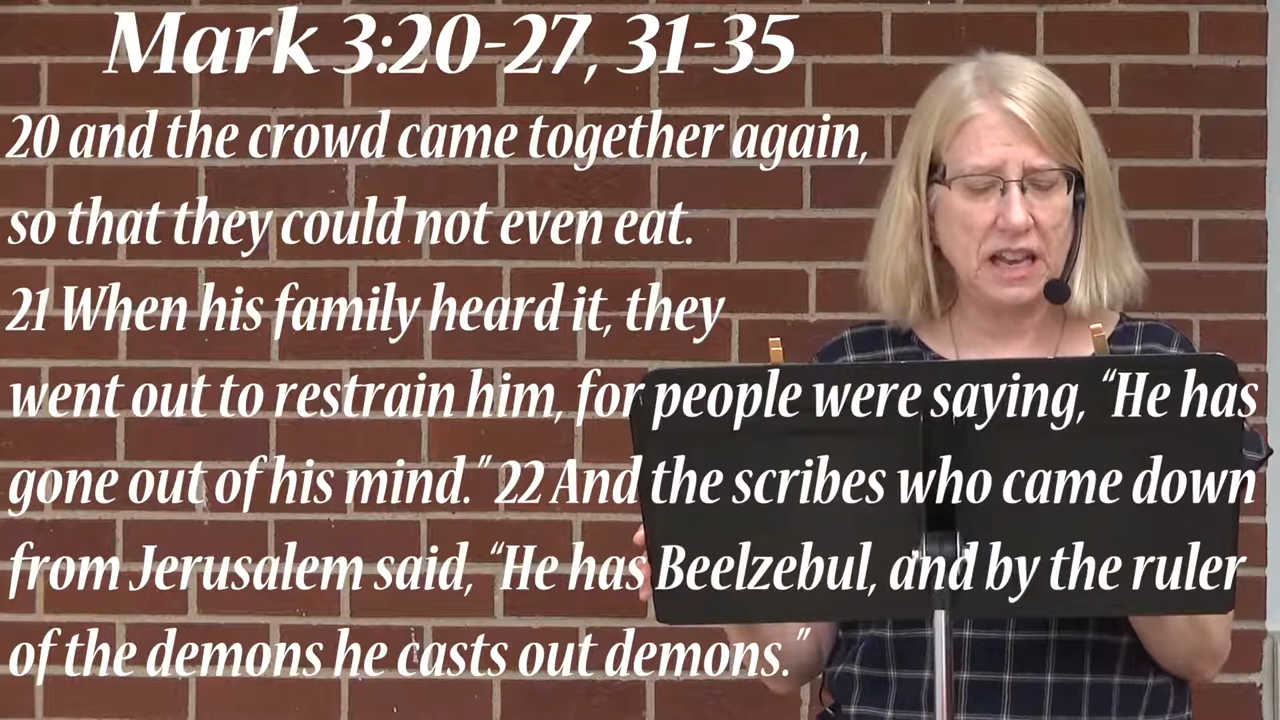 Mark 3:20-27, 31-35
20 and the crowd came together again,
so that they could not even eat.
21 When his family heard it, they
went out to restrain him, for people were saying, “He has
gone out of his mind.” 22 And the scribes who came down
from Jerusalem said, “He has Beelzebul, and by the ruler
of the demons he casts out demons.”